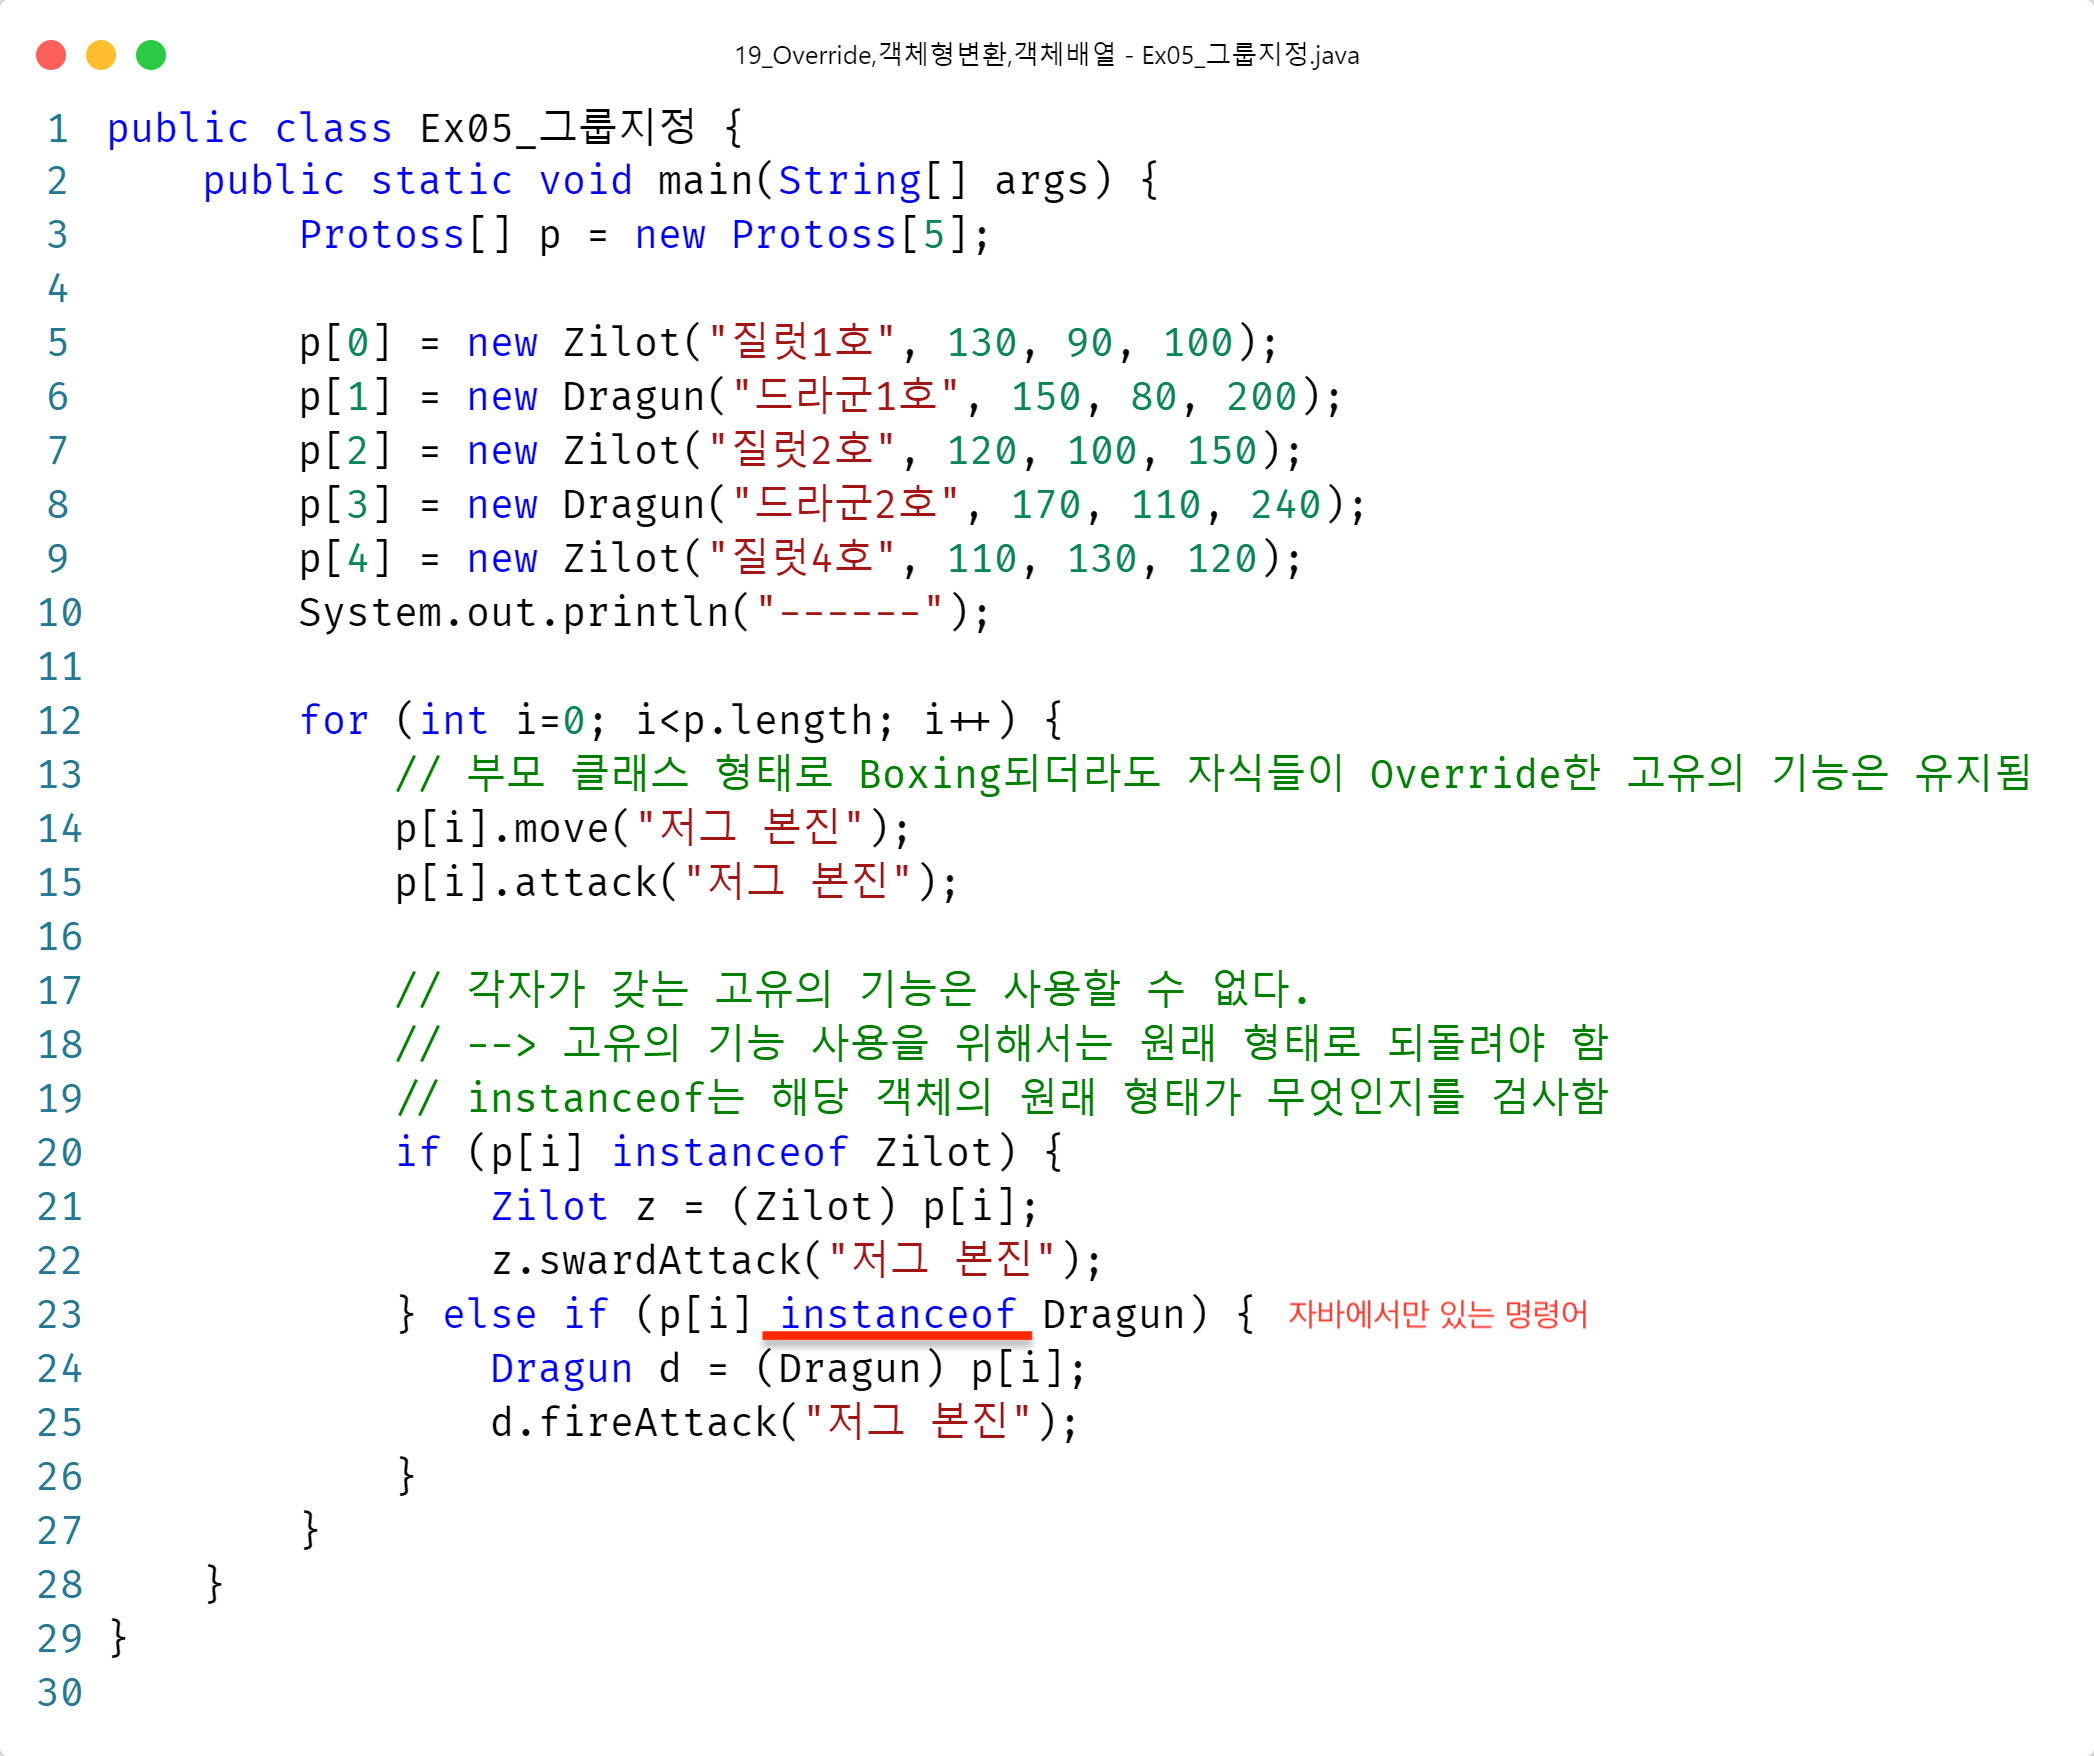 19_Override,객체형변환,객체배열 - Ex05_그룹지정.java
1 public class Ex05_그룹지정 {
2     public static void main(String[] args) {
3         Protoss[] p = new Protoss[5];
4
5         p[0] = new Zilot("질럿1호", 130, 90, 100);
6         p[1] = new Dragun("드라군1호", 150, 80, 200);
7         p[2] = new Zilot("질럿2호", 120, 100, 150);
8         p[3] = new Dragun("드라군2호", 170, 110, 240);
9         p[4] = new Zilot("질럿4호", 110, 130, 120);
10         System.out.println("------");
11
12         for (int i=0; i<p.length; i++) {
13             // 부모 클래스 형태로 Boxing되더라도 자식들이 Override한 고유의 기능은 유지됨
14             p[i].move("저그 본진");
15             p[i].attack("저그 본진");
16
17             // 각자가 갖는 고유의 기능은 사용할 수 없다.
18             // --> 고유의 기능 사용을 위해서는 원래 형태로 되돌려야 함
19             // instanceof는 해당 객체의 원래 형태가 무엇인지를 검사함
20             if (p[i] instanceof Zilot) {
21                 Zilot z = (Zilot) p[i];
22                 z.swardAttack("저그 본진");
23             } else if (p[i] instanceof Dragun) { 자바에서만 있는 명령어
24                 Dragun d = (Dragun) p[i];
25                 d.fireAttack("저그 본진");
26             }
27         }
28     }
29 }
30